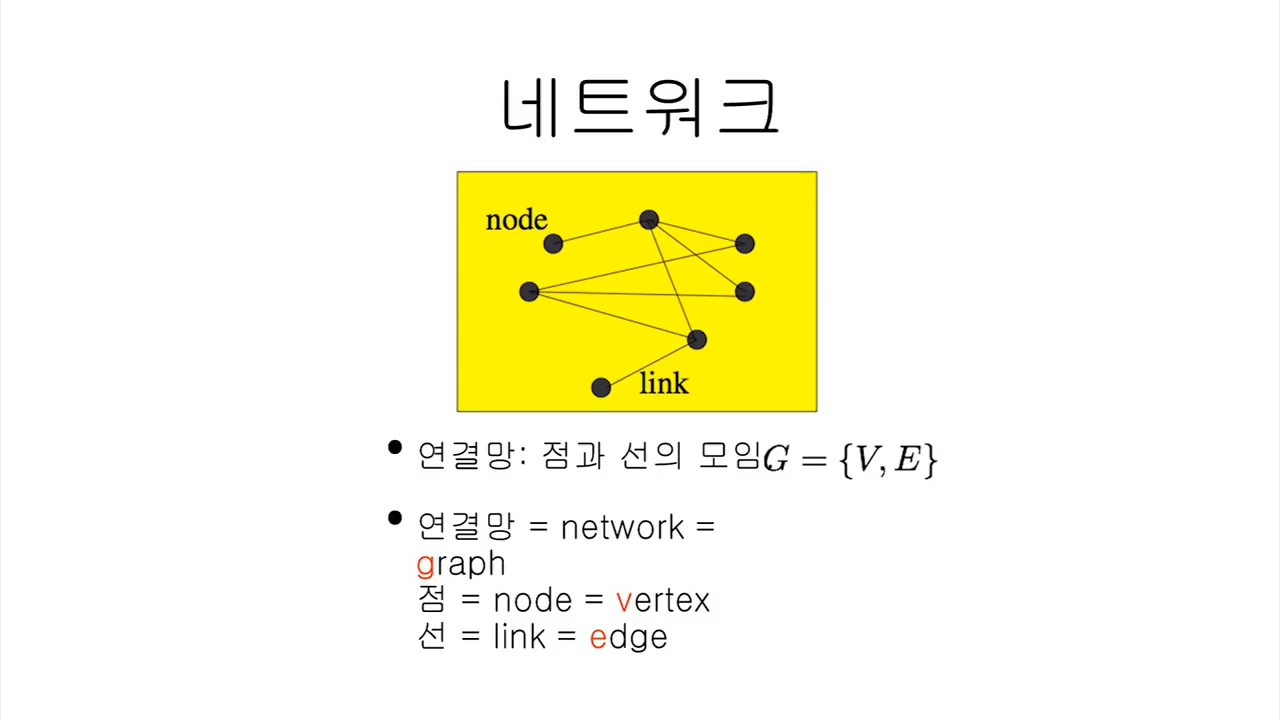 네트워크
node
link
• 연결망: 점과 선의 모임 G = {V, E}
• 연결망 = network =
graph
점 = node = vertex
선 = link = edge